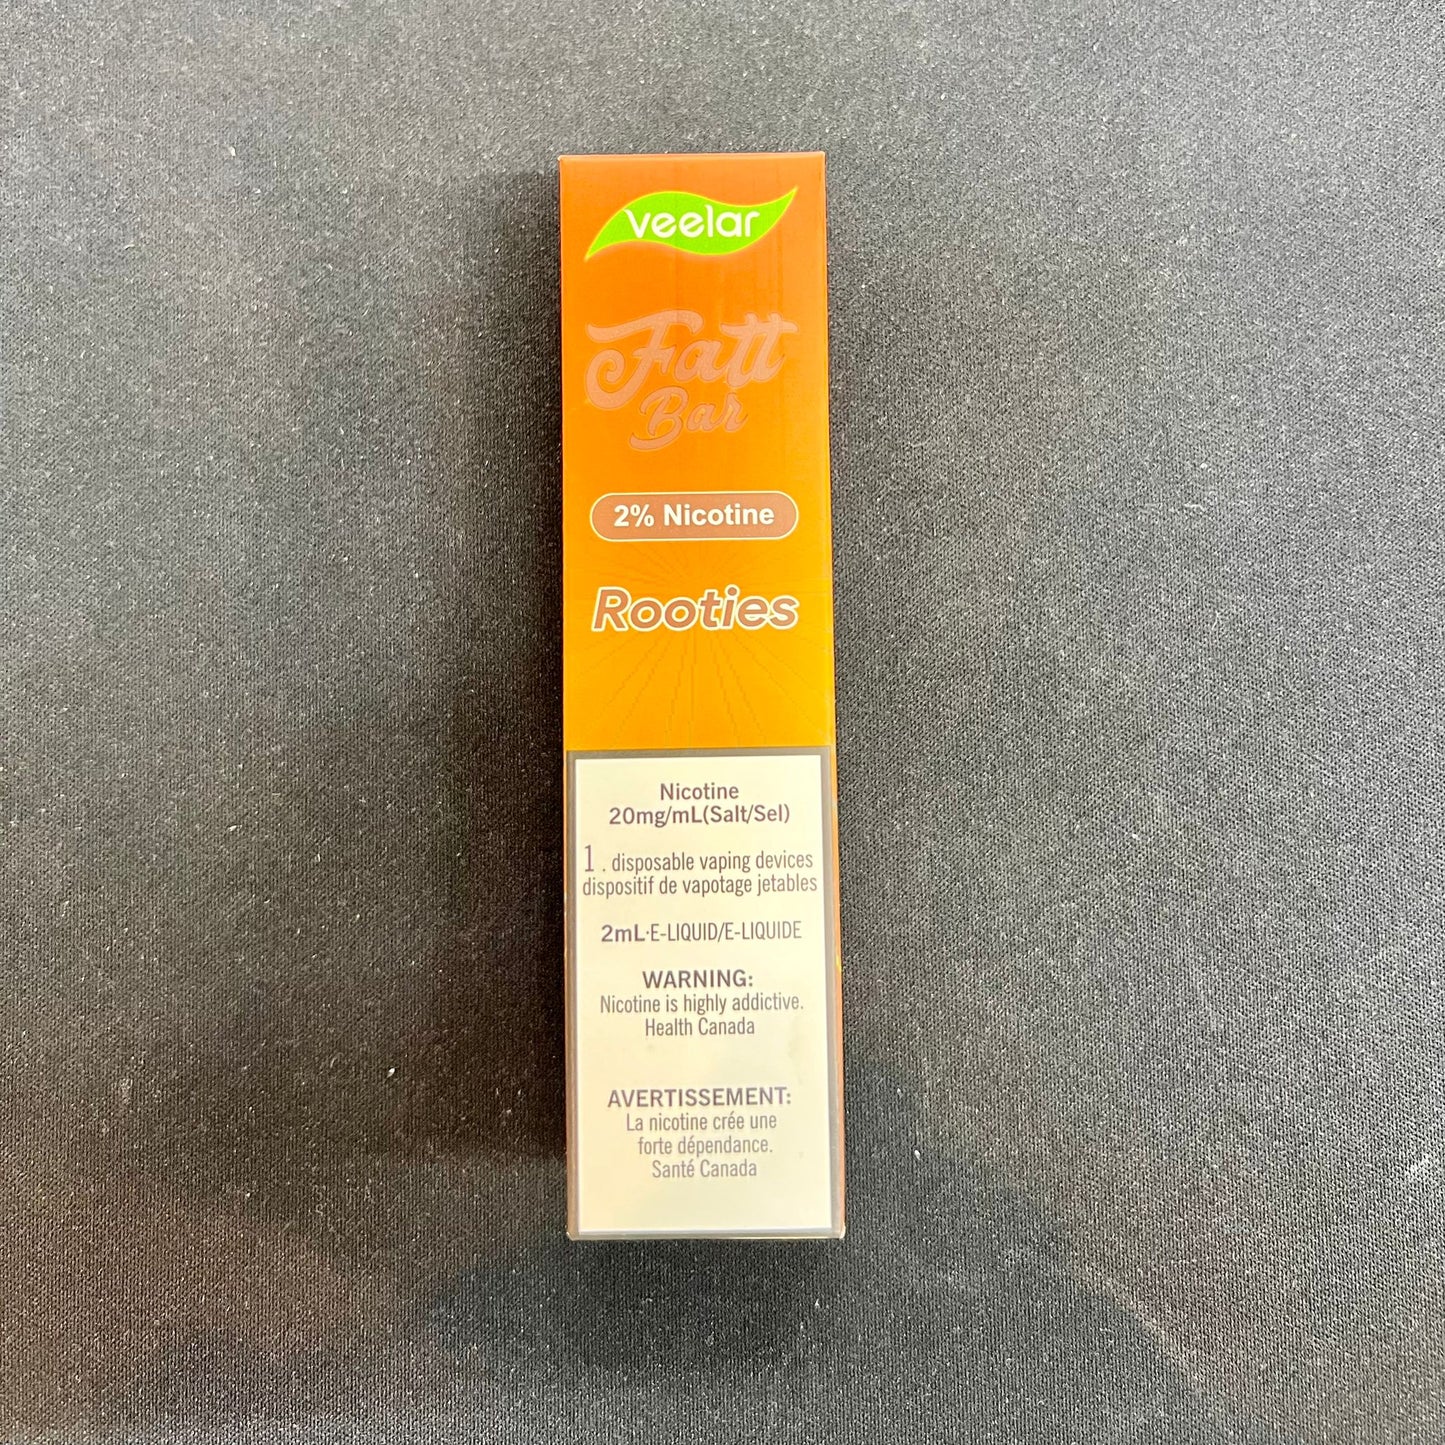 veelar
Fatt
Bar
2% Nicotine
Rooties
Nicotine
20mg/mL(Salt/Sel)
1. disposable vaping devices
dispositif de vapotage jetables
2mL·E-LIQUID/E-LIQUIDE
WARNING:
Nicotine is highly addictive.
Health Canada
AVERTISSEMENT:
La nicotine crée une
forte dépendance.
Santé Canada